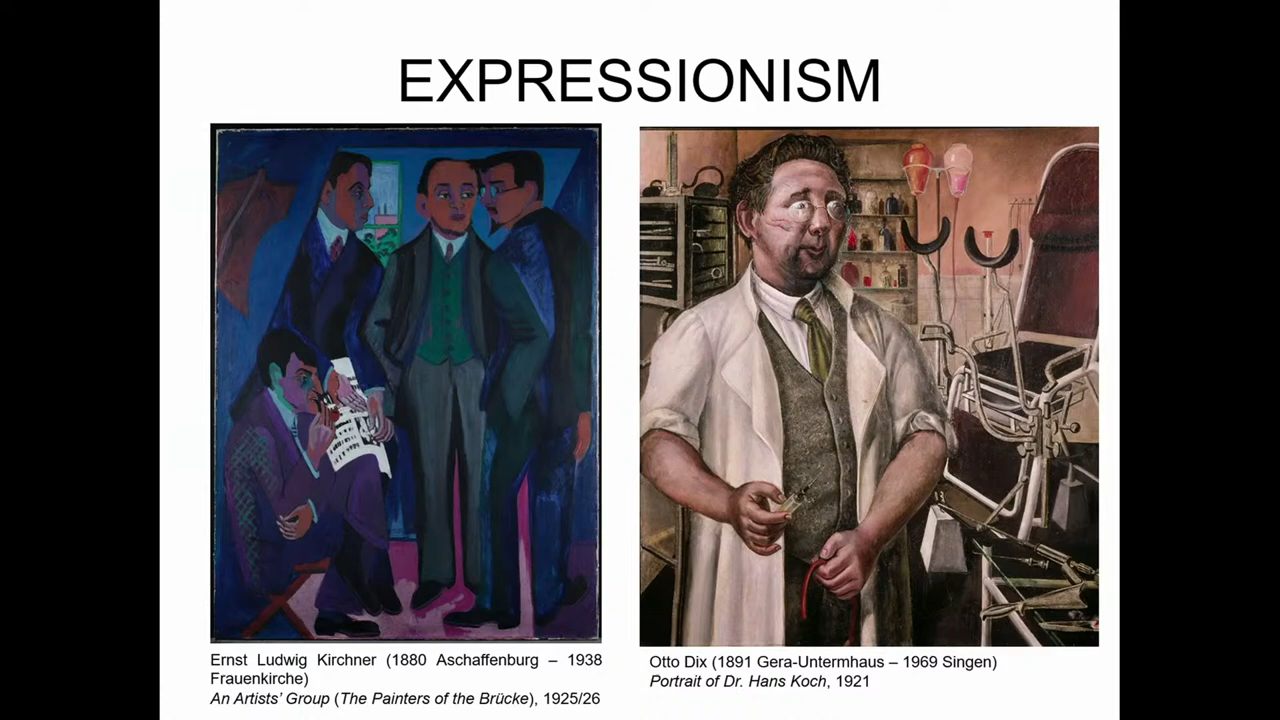 EXPRESSIONISM
Ernst Ludwig Kirchner (1880 Aschaffenburg – 1938
Frauenkirche)
An Artists' Group (The Painters of the Brücke), 1925/26
Otto Dix (1891 Gera-Untermhaus – 1969 Singen)
Portrait of Dr. Hans Koch, 1921